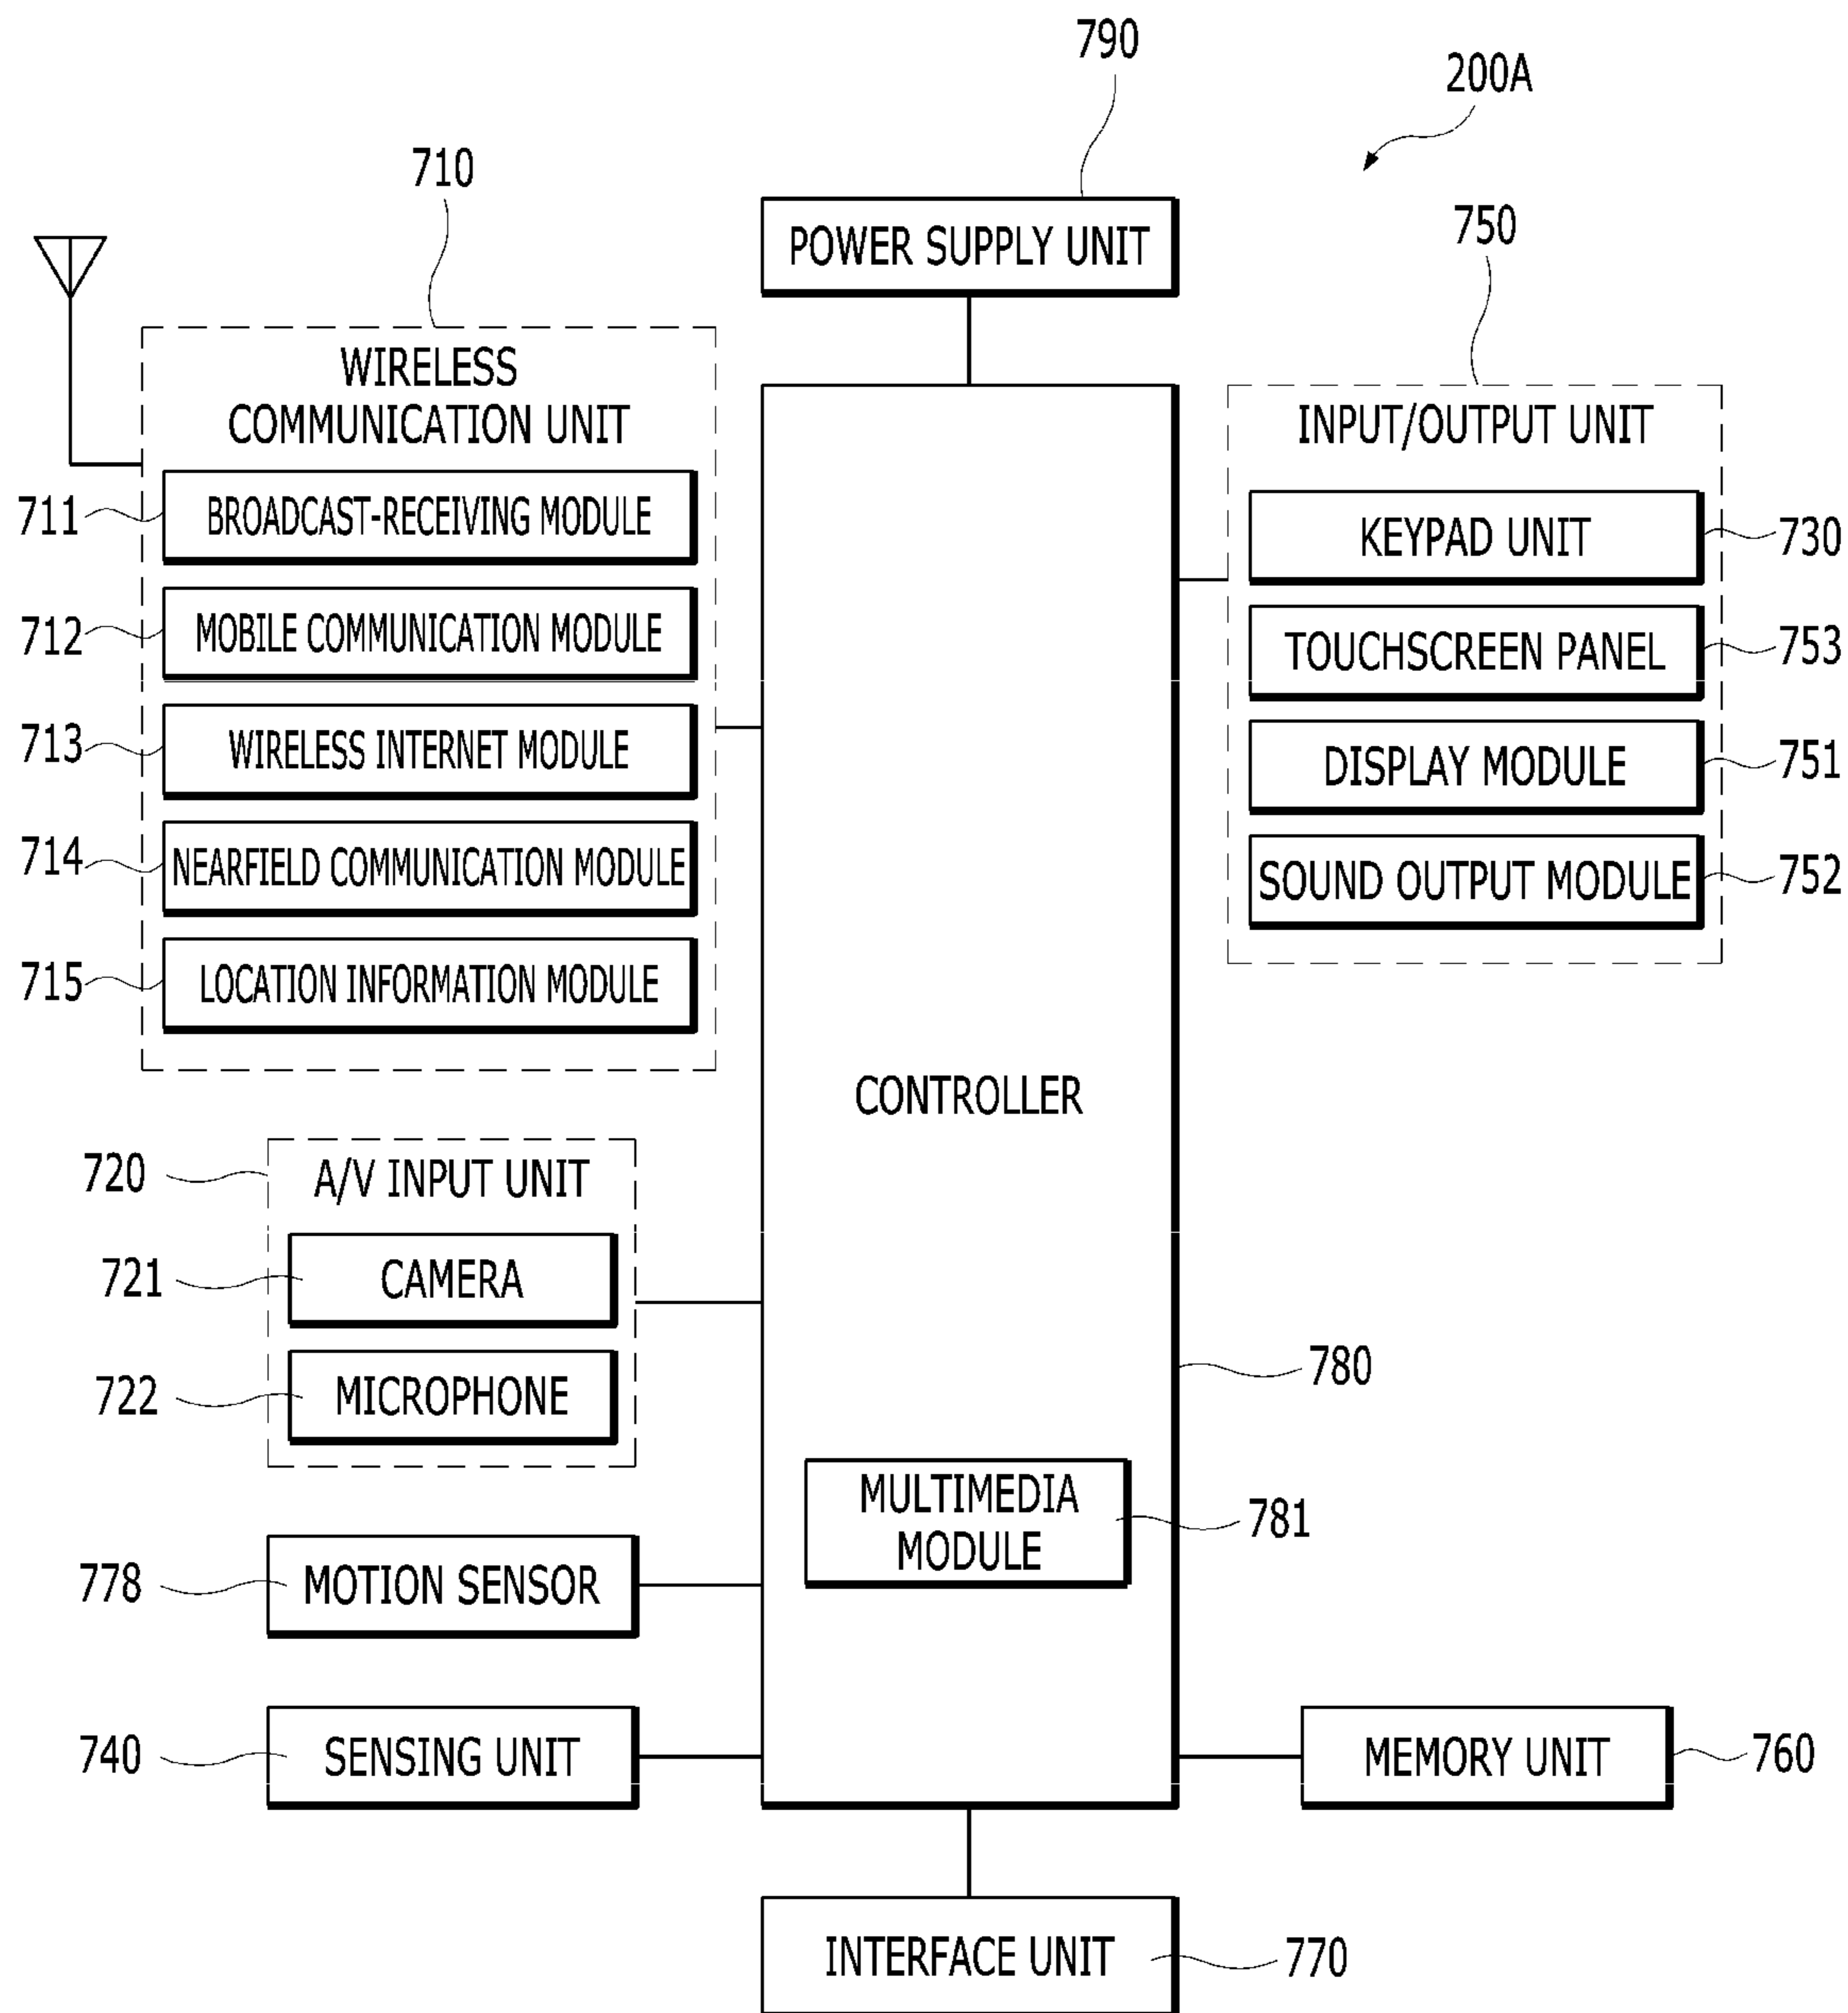 790
200A
710
POWER SUPPLY UNIT
750
WIRELESS
COMMUNICATION UNIT
INPUT/OUTPUT UNIT
711
BROADCAST-RECEIVING MODULE
KEYPAD UNIT
730
712
MOBILE COMMUNICATION MODULE
TOUCHSCREEN PANEL
753
713
WIRELESS INTERNET MODULE
DISPLAY MODULE
751
714
NEARFIELD COMMUNICATION MODULE
SOUND OUTPUT MODULE
752
715
LOCATION INFORMATION MODULE
CONTROLLER
720
A/V INPUT UNIT
721
CAMERA
780
722
MICROPHONE
MULTIMEDIA
MODULE
781
778
MOTION SENSOR
740
SENSING UNIT
MEMORY UNIT
760
INTERFACE UNIT
770